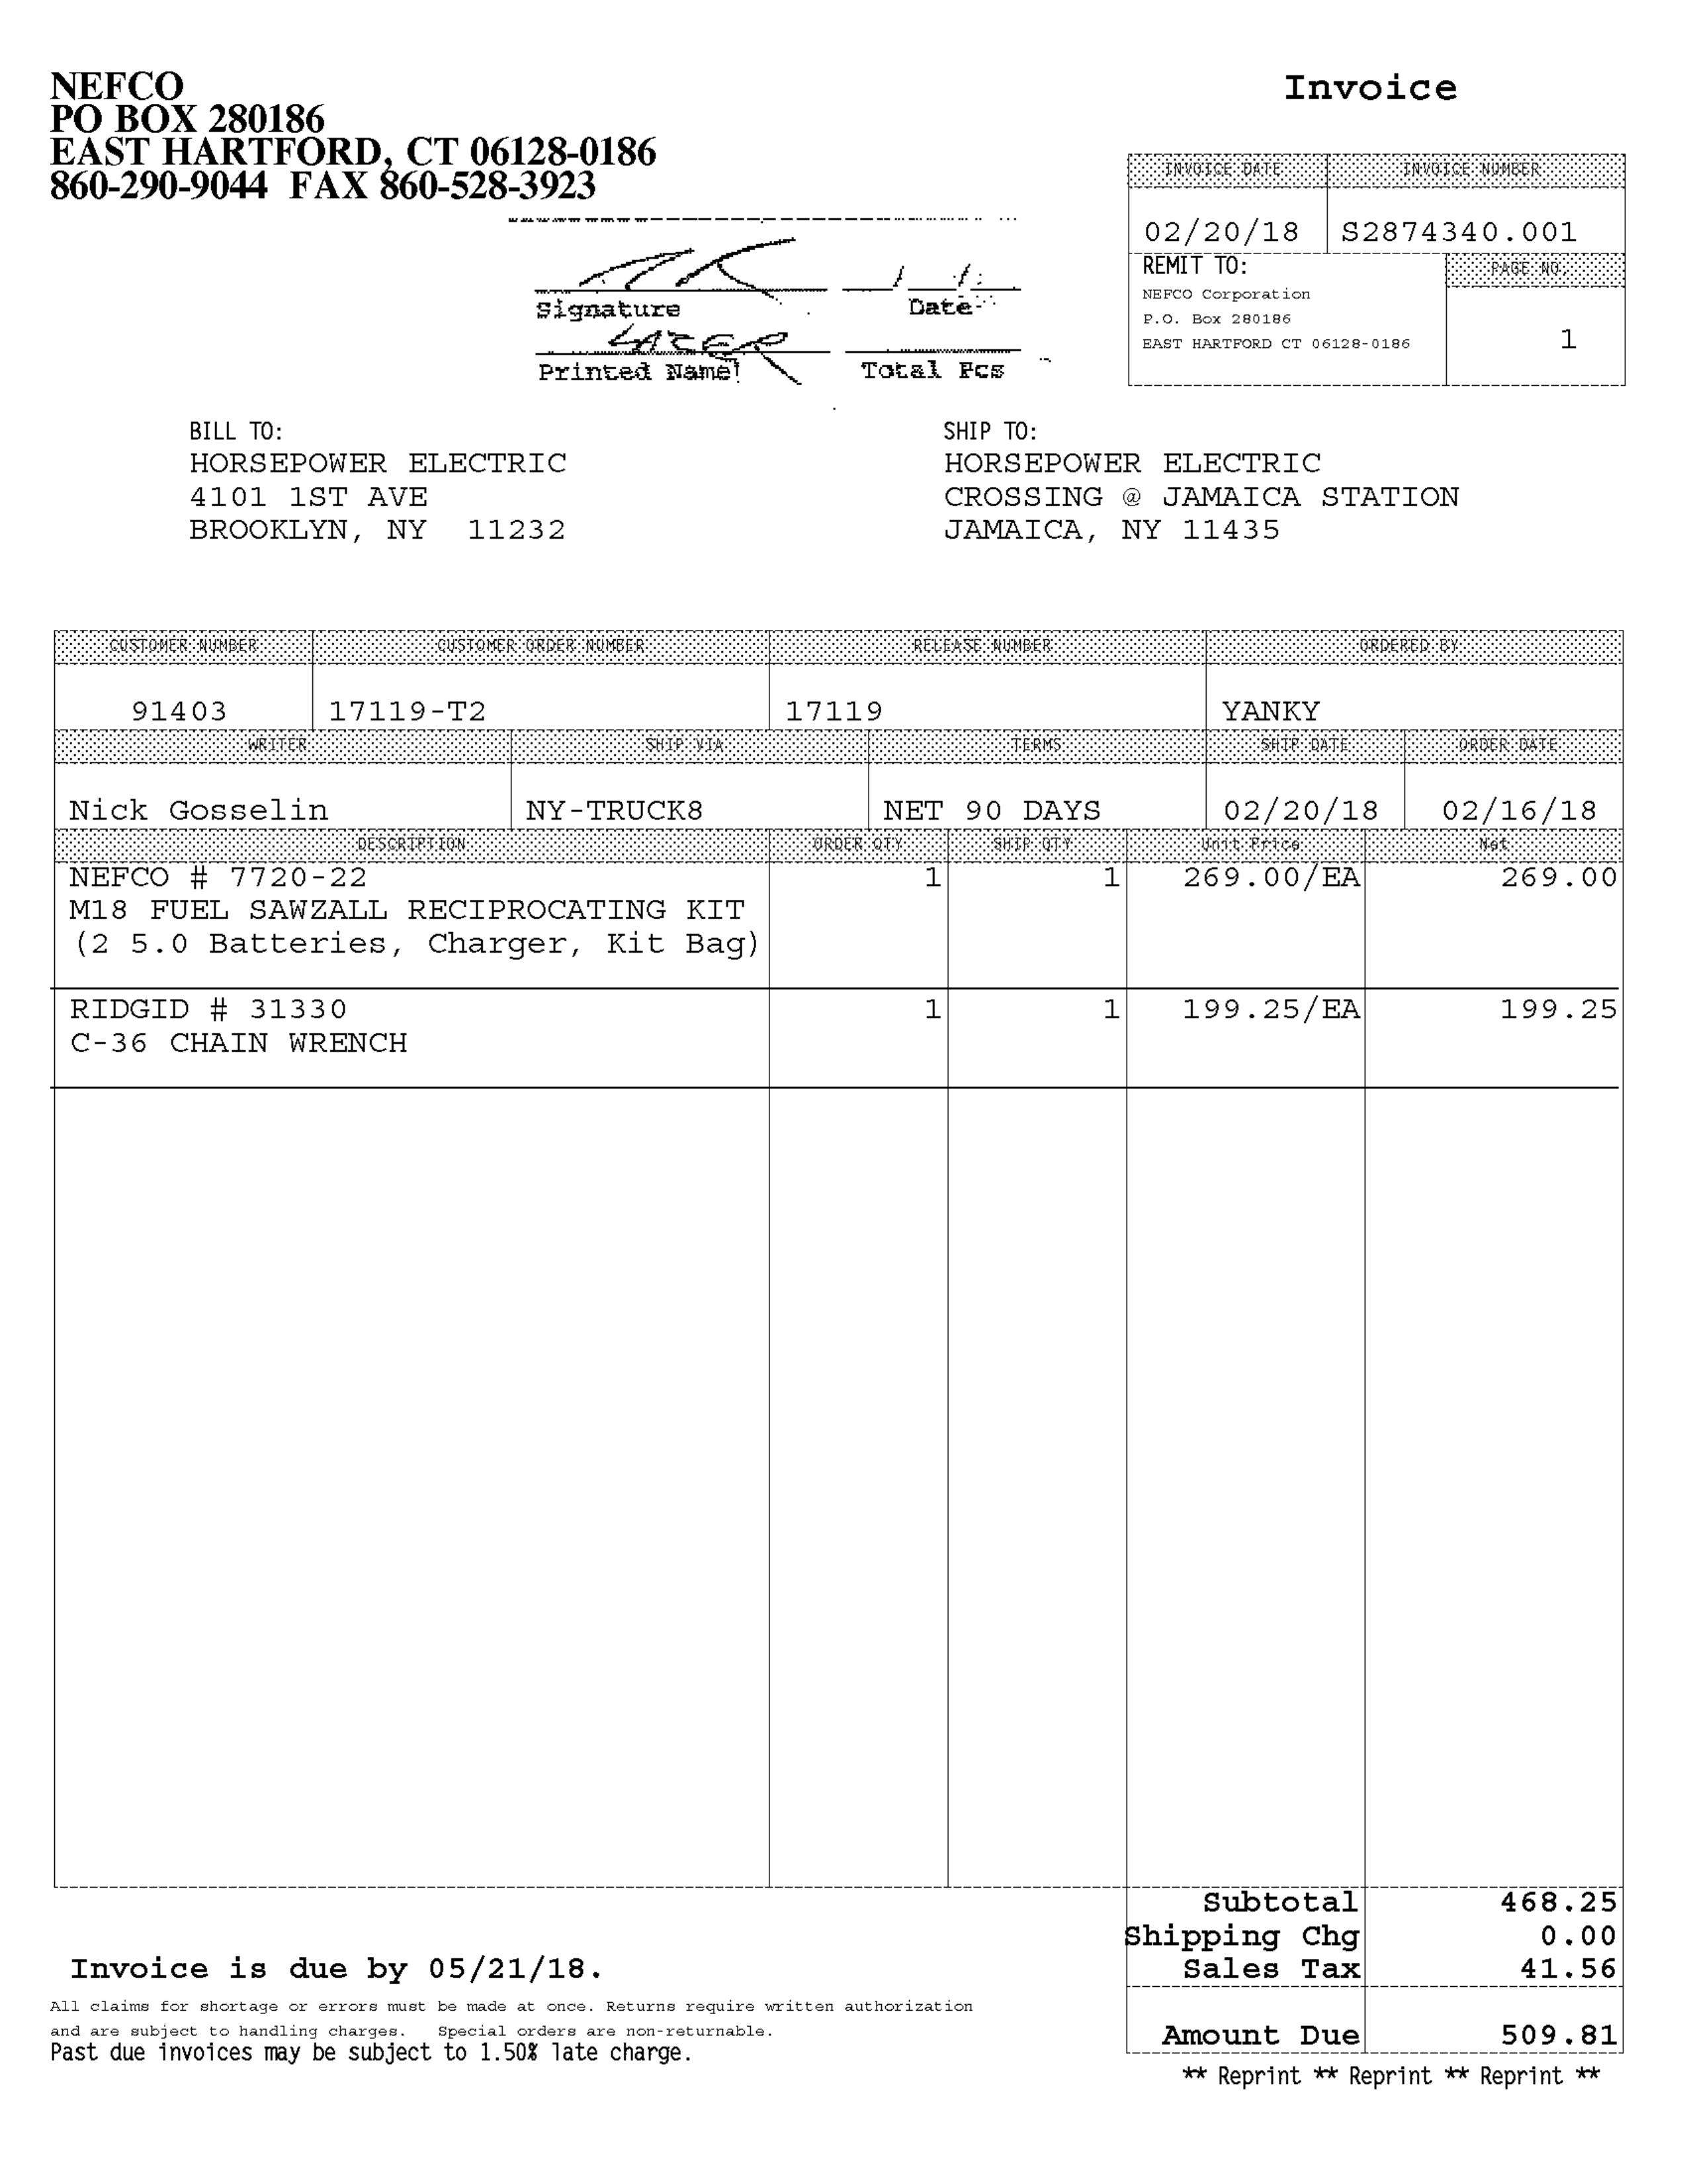 NEFCO
PO BOX 280186
EAST HARTFORD, CT 06128-0186
860-290-9044 FAX 860-528-3923
Invoice
INVOICE DATE INVOICE NUMBER
02/20/18 S2874340.001
REMIT TO: PAGE NO.
NEFCO Corporation
P.O. Box 280186
EAST HARTFORD CT 06128-0186
1
Signature Date
LAZER
Printed Name! Total Pcs
BILL TO:
HORSEPOWER ELECTRIC
4101 1ST AVE
BROOKLYN, NY 11232
SHIP TO:
HORSEPOWER ELECTRIC
CROSSING @ JAMAICA STATION
JAMAICA, NY 11435
CUSTOMER NUMBER CUSTOMER ORDER NUMBER RELEASE NUMBER ORDERED BY
91403 17119-T2 17119 YANKY
WRITER SHIP VIA TERMS SHIP DATE ORDER DATE
Nick Gosselin NY-TRUCK8 NET 90 DAYS 02/20/18 02/16/18
DESCRIPTION ORDER QTY SHIP QTY Unit Price Net
NEFCO # 7720-22 1 1 269.00/EA 269.00
M18 FUEL SAWZALL RECIPROCATING KIT
(2 5.0 Batteries, Charger, Kit Bag)
RIDGID # 31330 1 1 199.25/EA 199.25
C-36 CHAIN WRENCH
Subtotal 468.25
Shipping Chg 0.00
Sales Tax 41.56
Invoice is due by 05/21/18.
All claims for shortage or errors must be made at once. Returns require written authorization
and are subject to handling charges. Special orders are non-returnable.
Past due invoices may be subject to 1.50% late charge.
Amount Due 509.81
** Reprint ** Reprint ** Reprint **